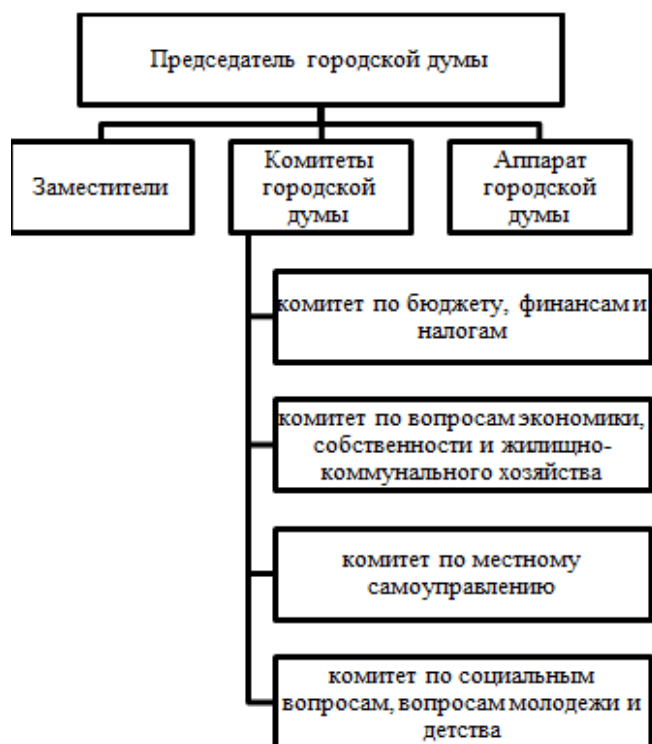 Председатель городской думы
Заместители
Комитеты
городской
думы
Аппарат
городской
думы
комитет по бюджету, финансам и
налогам
комитет по вопросам экономики,
собственности и жилищно-
коммунального хозяйства
комитет по местному
самоуправлению
комитет по социальным
вопросам, вопросам молодежи и
детства